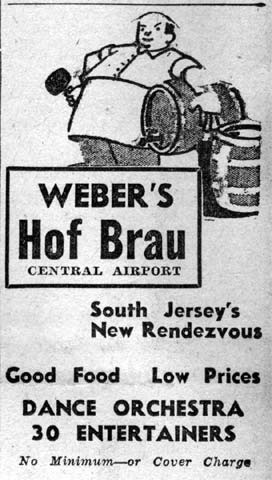 WEBER'S
Hof Brau
CENTRAL AIRPORT
South Jersey's
New Rendezvous
Good Food Low Prices
DANCE ORCHESTRA
30 ENTERTAINERS
No Minimum—or Cover Charge